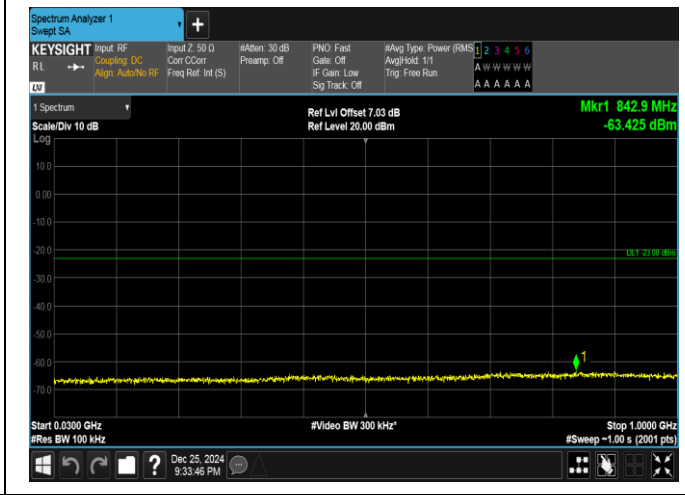 Spectrum Analyzer 1
Swept SA
+
KEYSIGHT Input: RF Input Z: 50 Ω #Atten: 30 dB PNO: Fast #Avg Type: Power (RMS 1 2 3 4 5 6
RL Coupling: DC Corr CCorr Preamp: Off Gate: Off Avg|Hold: 1/1 A W W W W W
Align: Auto/No RF Freq Ref: Int (S) IF Gain: Low Trig: Free Run
LXI Sig Track: Off A A A A A A
1 Spectrum
Scale/Div 10 dB
Log
Ref Lvl Offset 7.03 dB
Ref Level 20.00 dBm
Mkr1 842.9 MHz
-63.425 dBm
10.0
0.00
-10.0
-20.0
DL1 -23.00 dBm
-30.0
-40.0
-50.0
-60.0
1
-70.0
Start 0.0300 GHz #Video BW 300 kHz* Stop 1.0000 GHz
#Res BW 100 kHz #Sweep ~1.00 s (2001 pts)
? Dec 25, 2024
9:33:46 PM